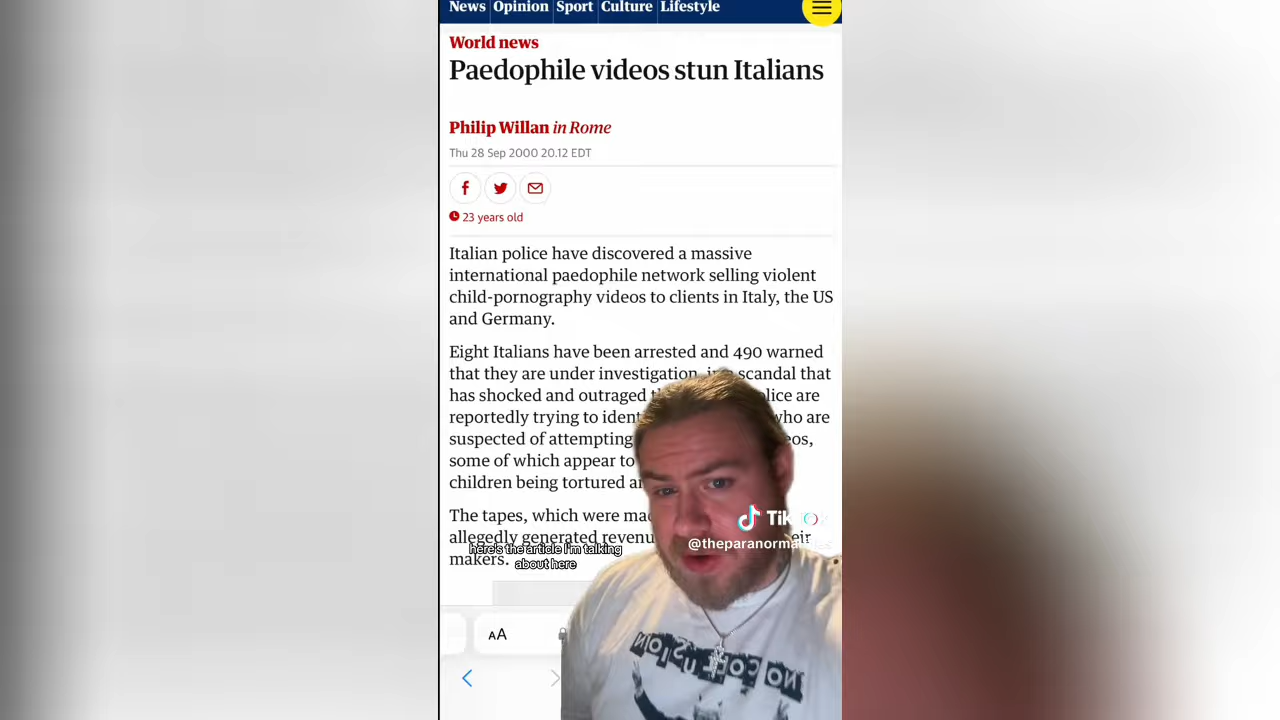 News Opinion Sport Culture Lifestyle
World news
Paedophile videos stun Italians
Philip Willan in Rome
Thu 28 Sep 2000 20.12 EDT
23 years old
Italian police have discovered a massive
international paedophile network selling violent
child-pornography videos to clients in Italy, the US
and Germany.
Eight Italians have been arrested and 490 warned
that they are under investigation, scandal that
has shocked and outraged
reportedly trying to who are
suspected of attempting
some of which appear to
children being tortured
The tapes, which were
allegedly generated
makers.
here's the article I'm talking
about here
TikTok
NO COLUSION
AA